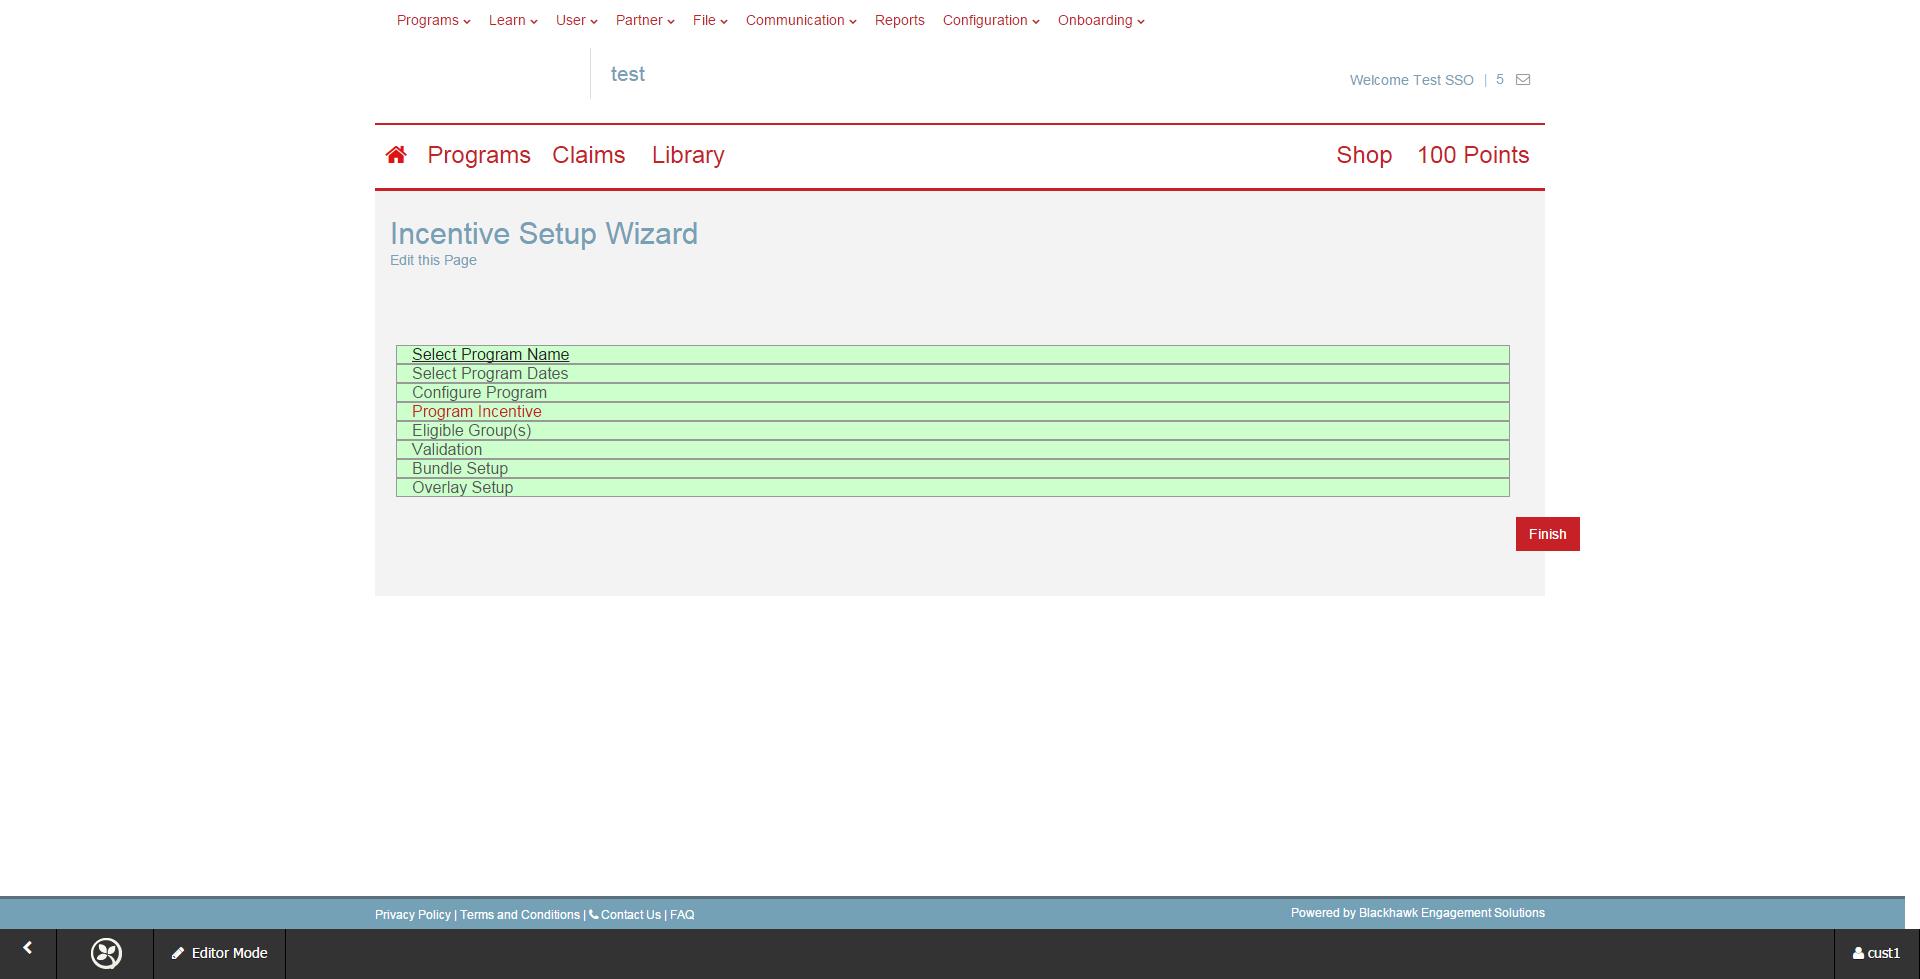 Programs Learn User Partner File Communication Reports Configuration Onboarding
test
Welcome Test SSO | 5
Programs Claims Library Shop 100 Points
Incentive Setup Wizard
Edit this Page
Select Program Name
Select Program Dates
Configure Program
Program Incentive
Eligible Group(s)
Validation
Bundle Setup
Overlay Setup
Finish
Privacy Policy | Terms and Conditions | Contact Us | FAQ Powered by Blackhawk Engagement Solutions
Editor Mode cust1